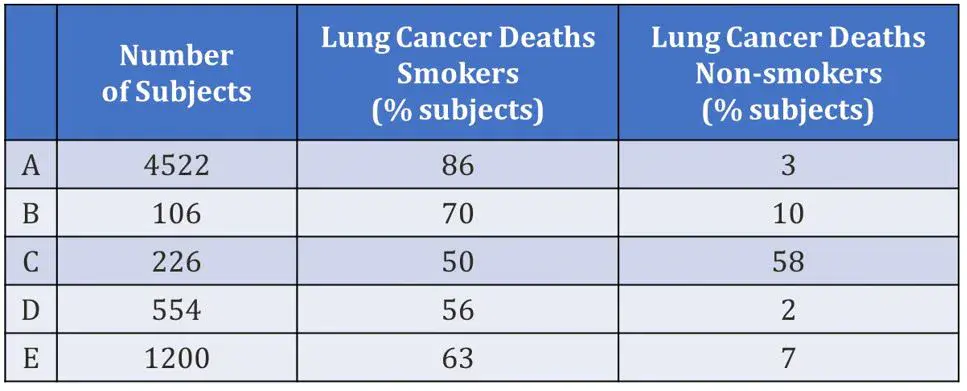 Number
of Subjects
Lung Cancer Deaths
Smokers
(% subjects)
Lung Cancer Deaths
Non-smokers
(% subjects)
A 4522 86 3
B 106 70 10
C 226 50 58
D 554 56 2
E 1200 63 7